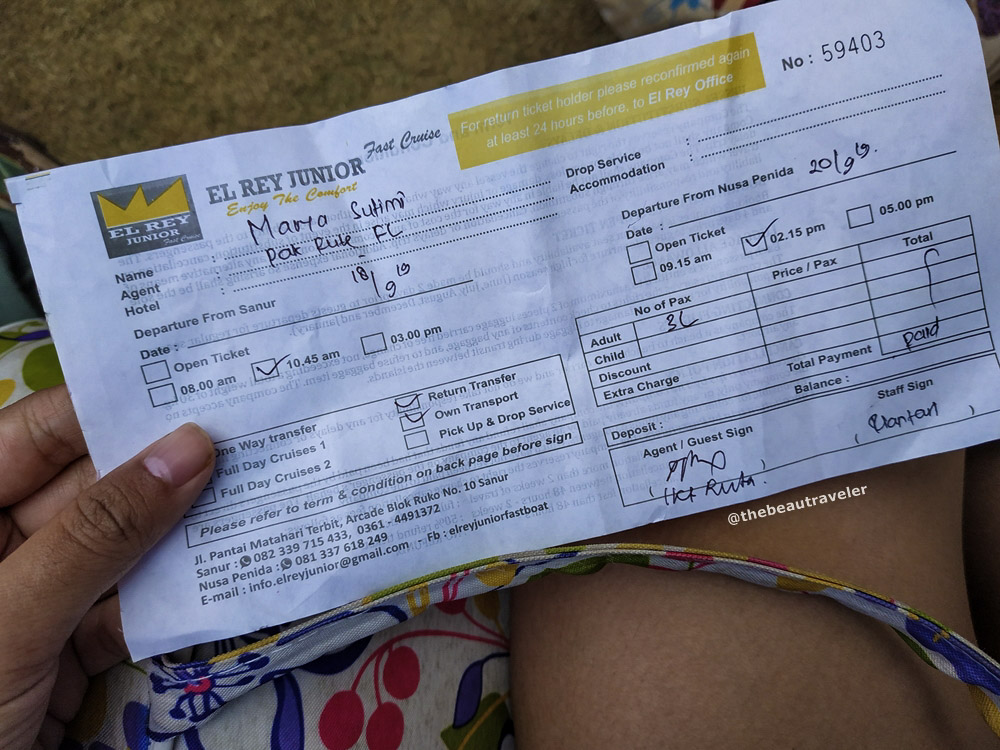 EL REY
JUNIOR
Fast Cruise
EL REY JUNIOR Fast Cruise
Enjoy The Comfort
For return ticket holder please reconfirmed again
at least 24 hours before, to El Rey Office
No : 59403
Name
Agent : Pak Rute FL
Hotel
Drop Service :
Accommodation :
Departure From Sanur
Date : 18/9 19
Open Ticket
08.00 am
10.45 am
03.00 pm
Departure From Nusa Penida
Date : 20/9 19.
Open Ticket
09.15 am
02.15 pm
05.00 pm
One Way transfer
Full Day Cruises 1
Full Day Cruises 2
Return Transfer
Own Transport
Pick Up & Drop Service
No of Pax Price / Pax Total
Adult
Child
Discount
Extra Charge
Total Payment paid
Deposit : Balance :
Agent / Guest Sign
Staff Sign
Please refer to term & condition on back page before sign
Jl. Pantai Matahari Terbit, Arcade Blok Ruko No. 10 Sanur
Sanur : 082 339 715 433, 0361 - 4491372
Nusa Penida : 081 337 618 249
E-mail : info.elreyjunior@gmail.com - Fb : elreyjuniorfastboat
@thebeautraveler